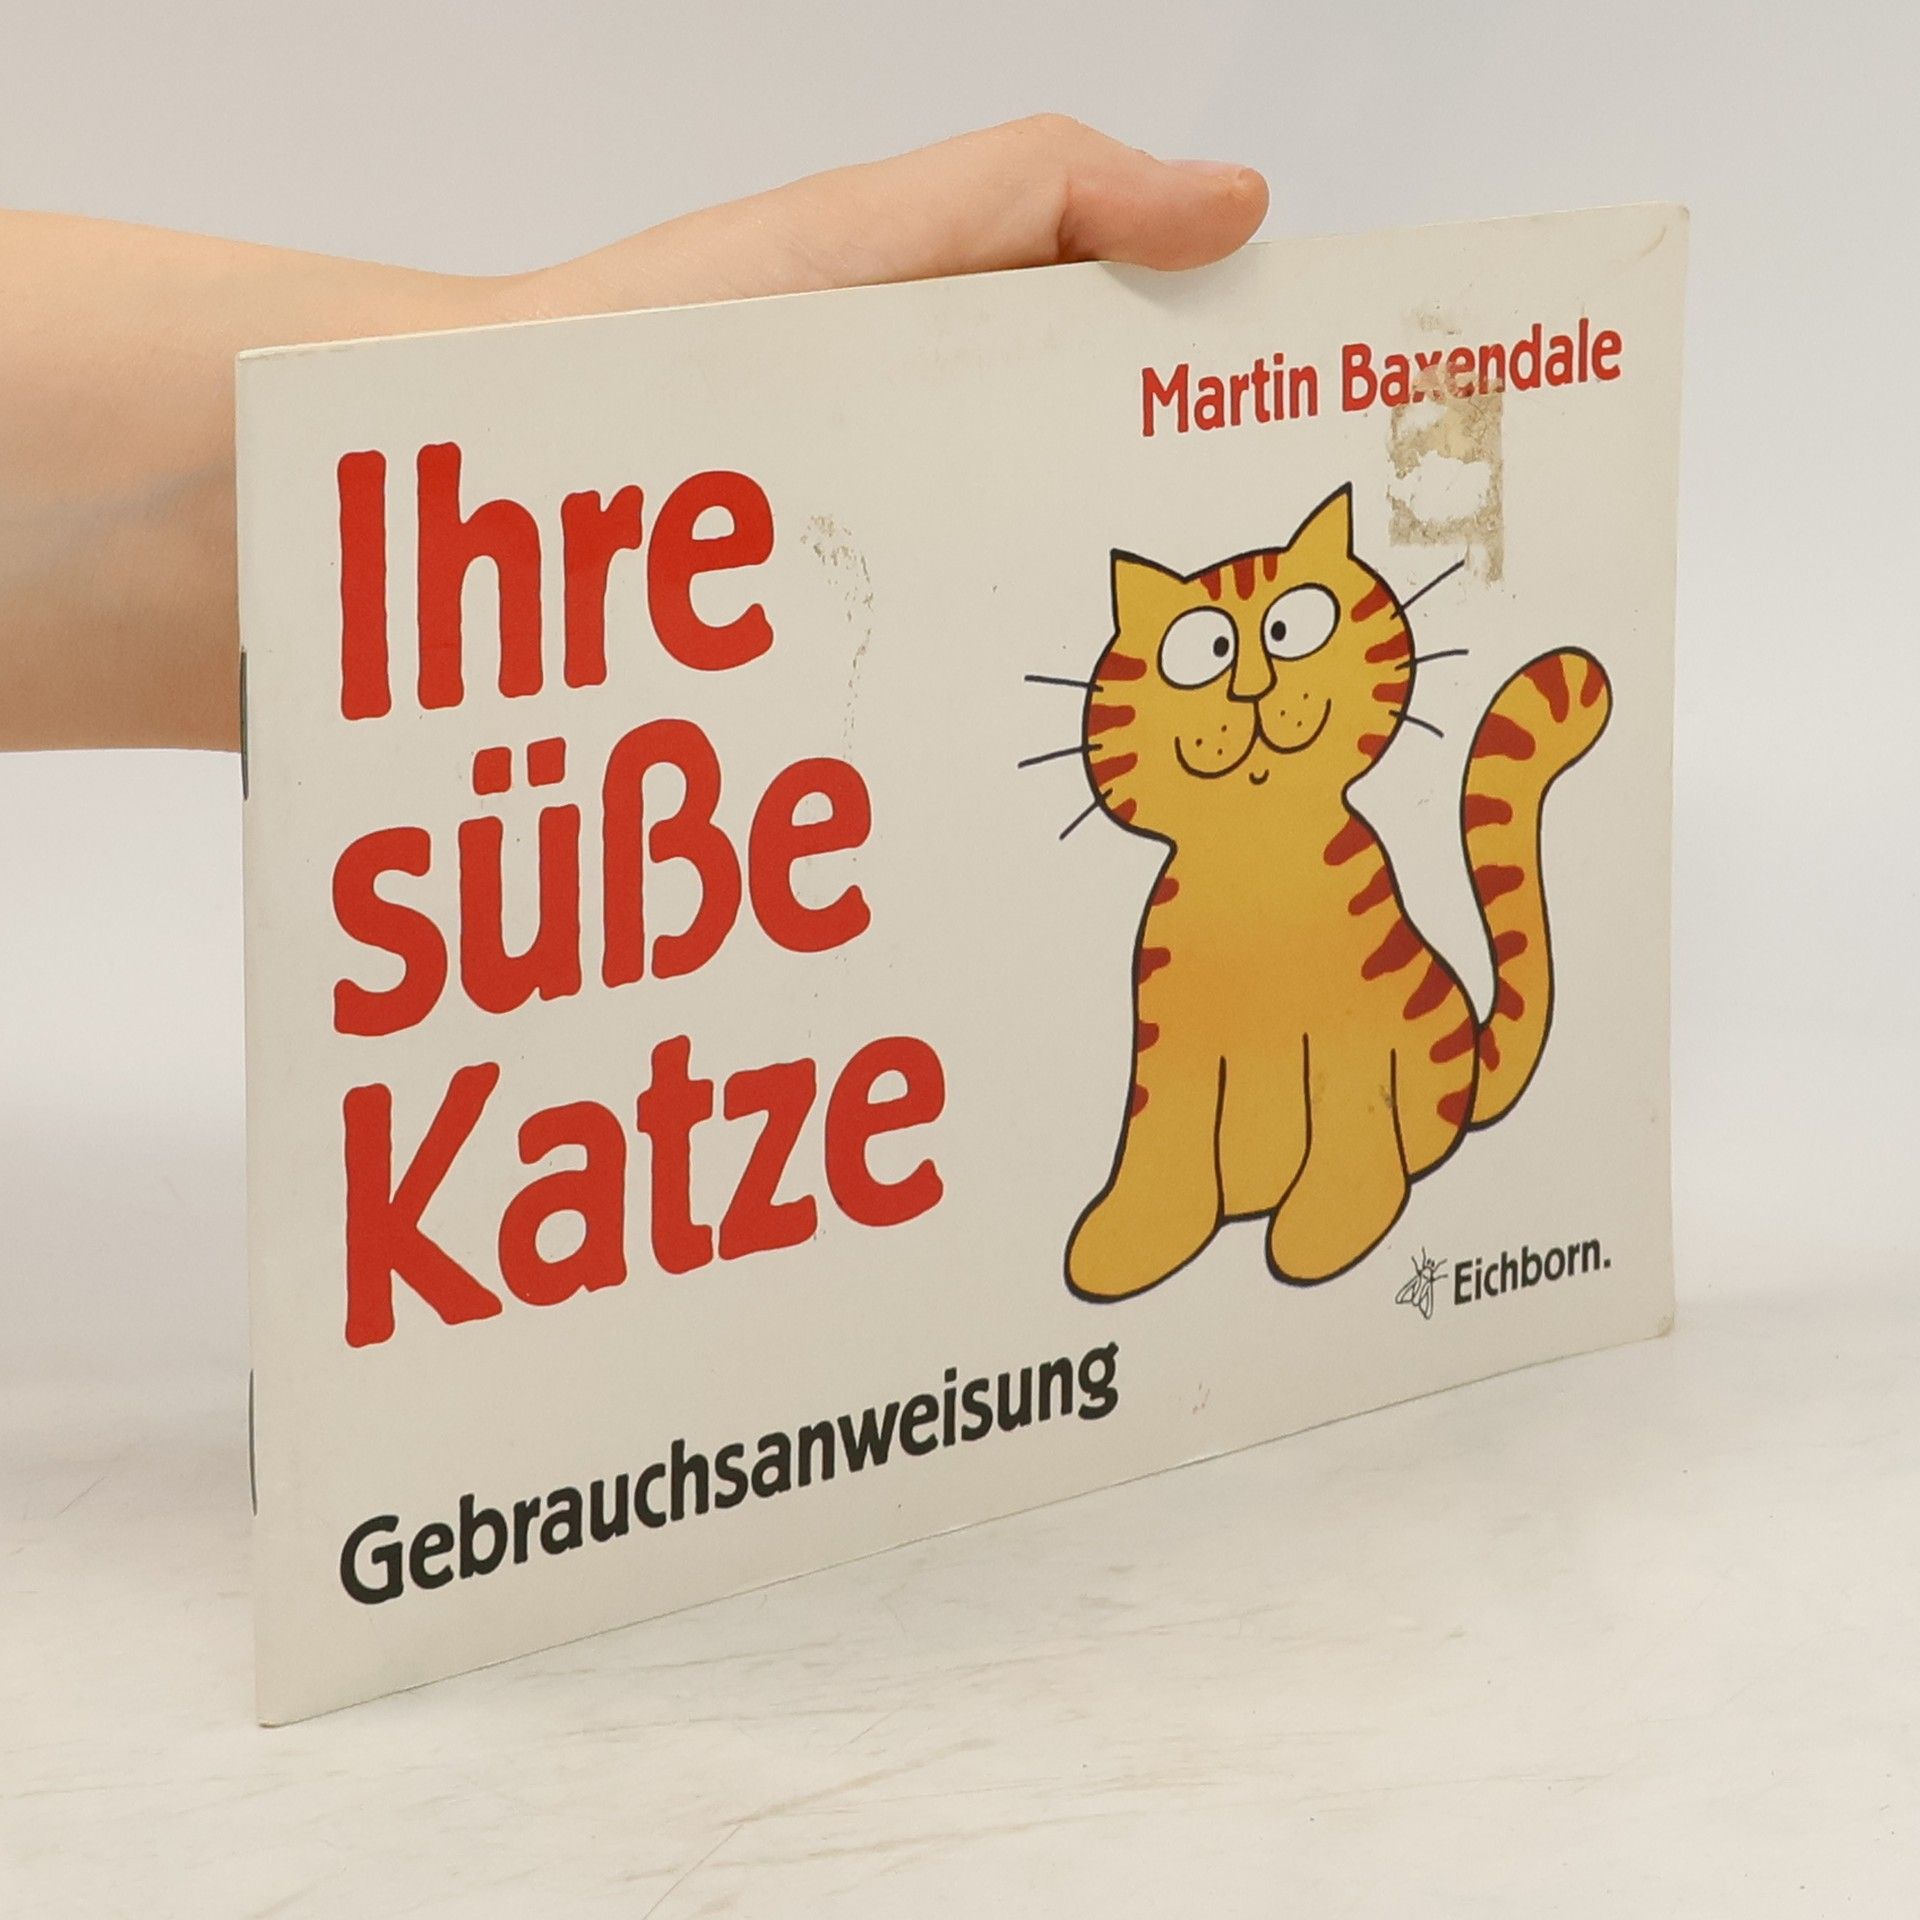 Martin Baxendale
Ihre
süße
Katze
Eichborn.
Gebrauchsanweisung